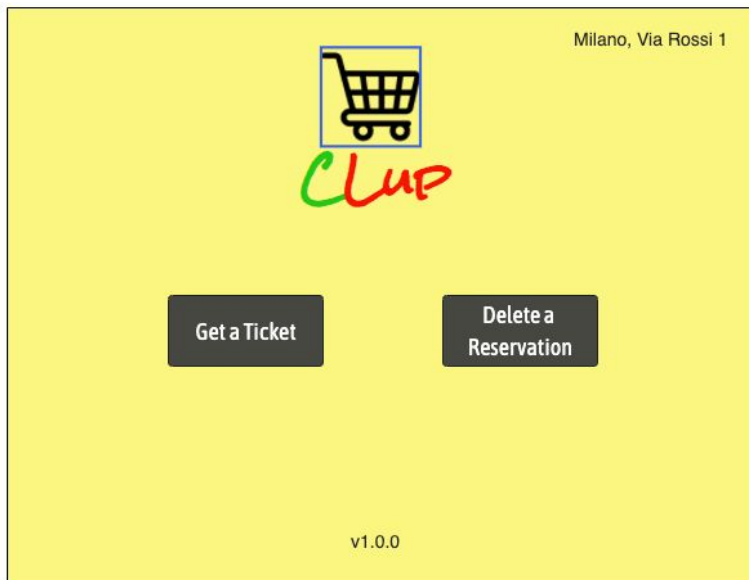 Milano, Via Rossi 1
CLup
Get a Ticket
Delete a
Reservation
v1.0.0